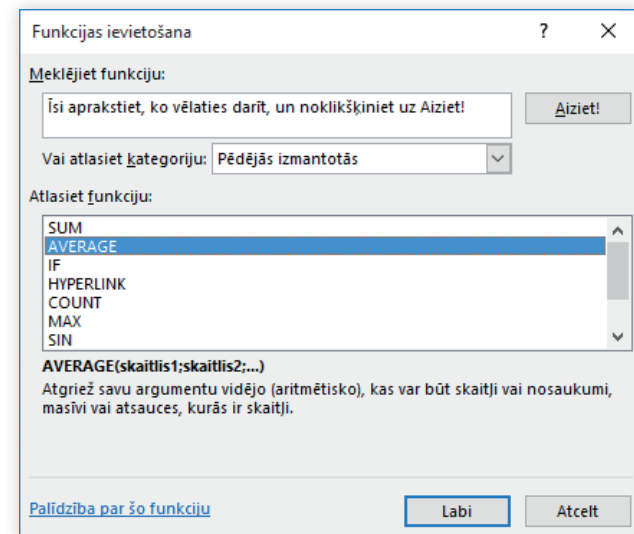 Funkcijas ievietošana ? ×
Meklējiet funkciju:
Īsi aprakstiet, ko vēlaties darīt, un noklikšķiniet uz Aiziet! Aiziet!
Vai atlasiet kategoriju: Pēdējās izmantotās
Atlasiet funkciju:
SUM
AVERAGE
IF
HYPERLINK
COUNT
MAX
SIN
AVERAGE(skaitlis1;skaitlis2;...)
Atgriež savu argumentu vidējo (aritmētisko), kas var būt skaitļi vai nosaukumi,
masīvi vai atsauces, kurās ir skaitļi.
Palīdzība par šo funkciju Labi Atcelt